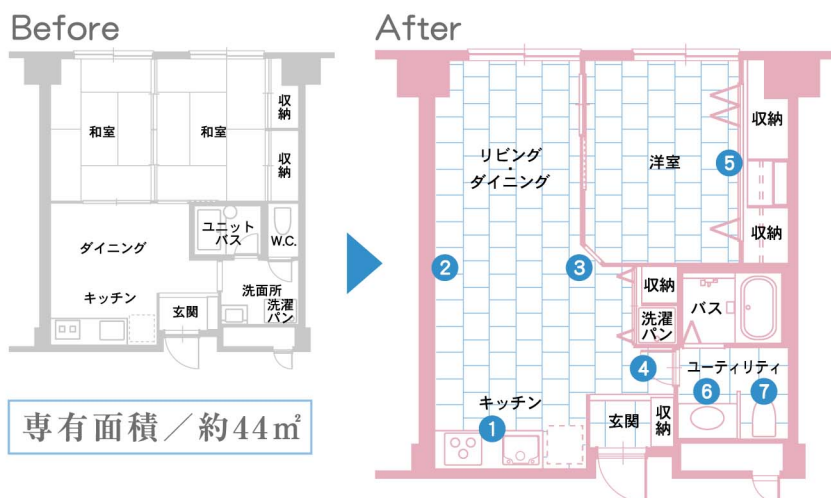 Before
和室
和室
収納
収納
ユニット
バス
W.C.
ダイニング
キッチン
洗面所
洗濯
パン
玄関
専有面積／約44㎡
After
リビング
・
ダイニング
洋室
収納
5
収納
2
3
収納
洗濯
パン
バス
4
ユーティリティ
6
7
キッチン
1
玄関
収納